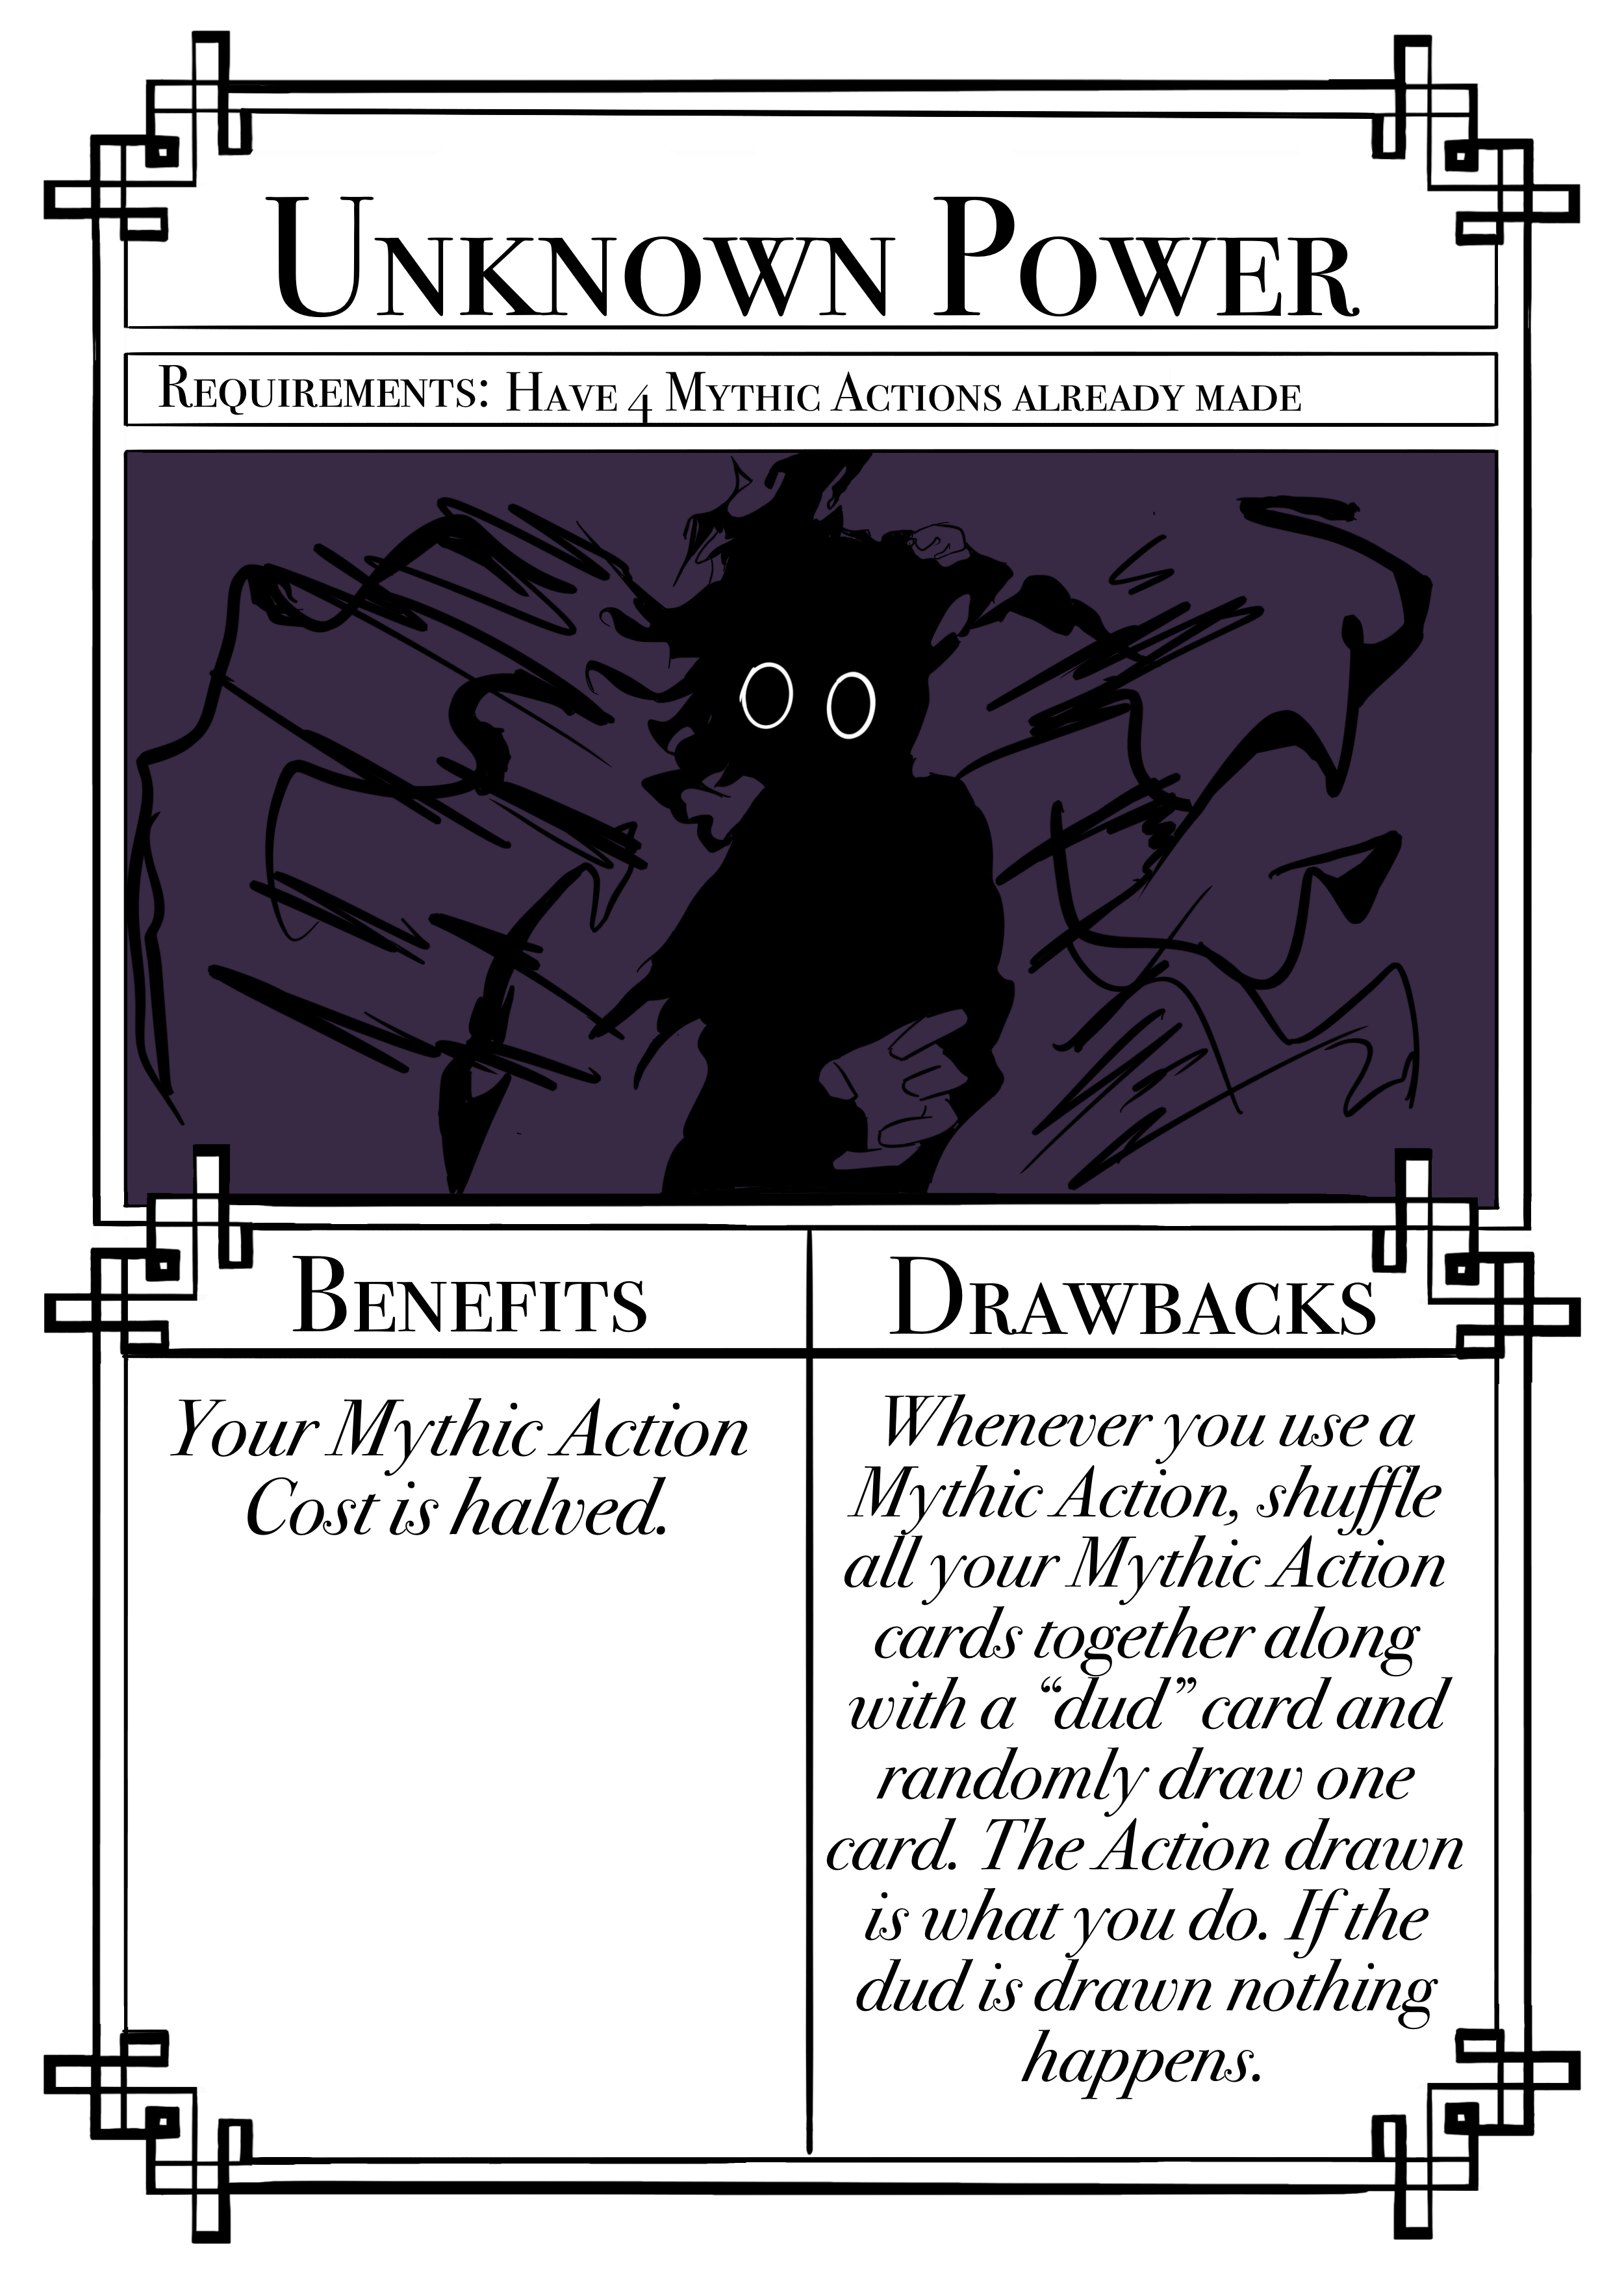 Unknown Power
Requirements: Have 4 Mythic Actions already made
Benefits
Your Mythic Action
Cost is halved.
Drawbacks
Whenever you use a
Mythic Action, shuffle
all your Mythic Action
cards together along
with a “dud” card and
randomly draw one
card. The Action drawn
is what you do. If the
dud is drawn nothing
happens.